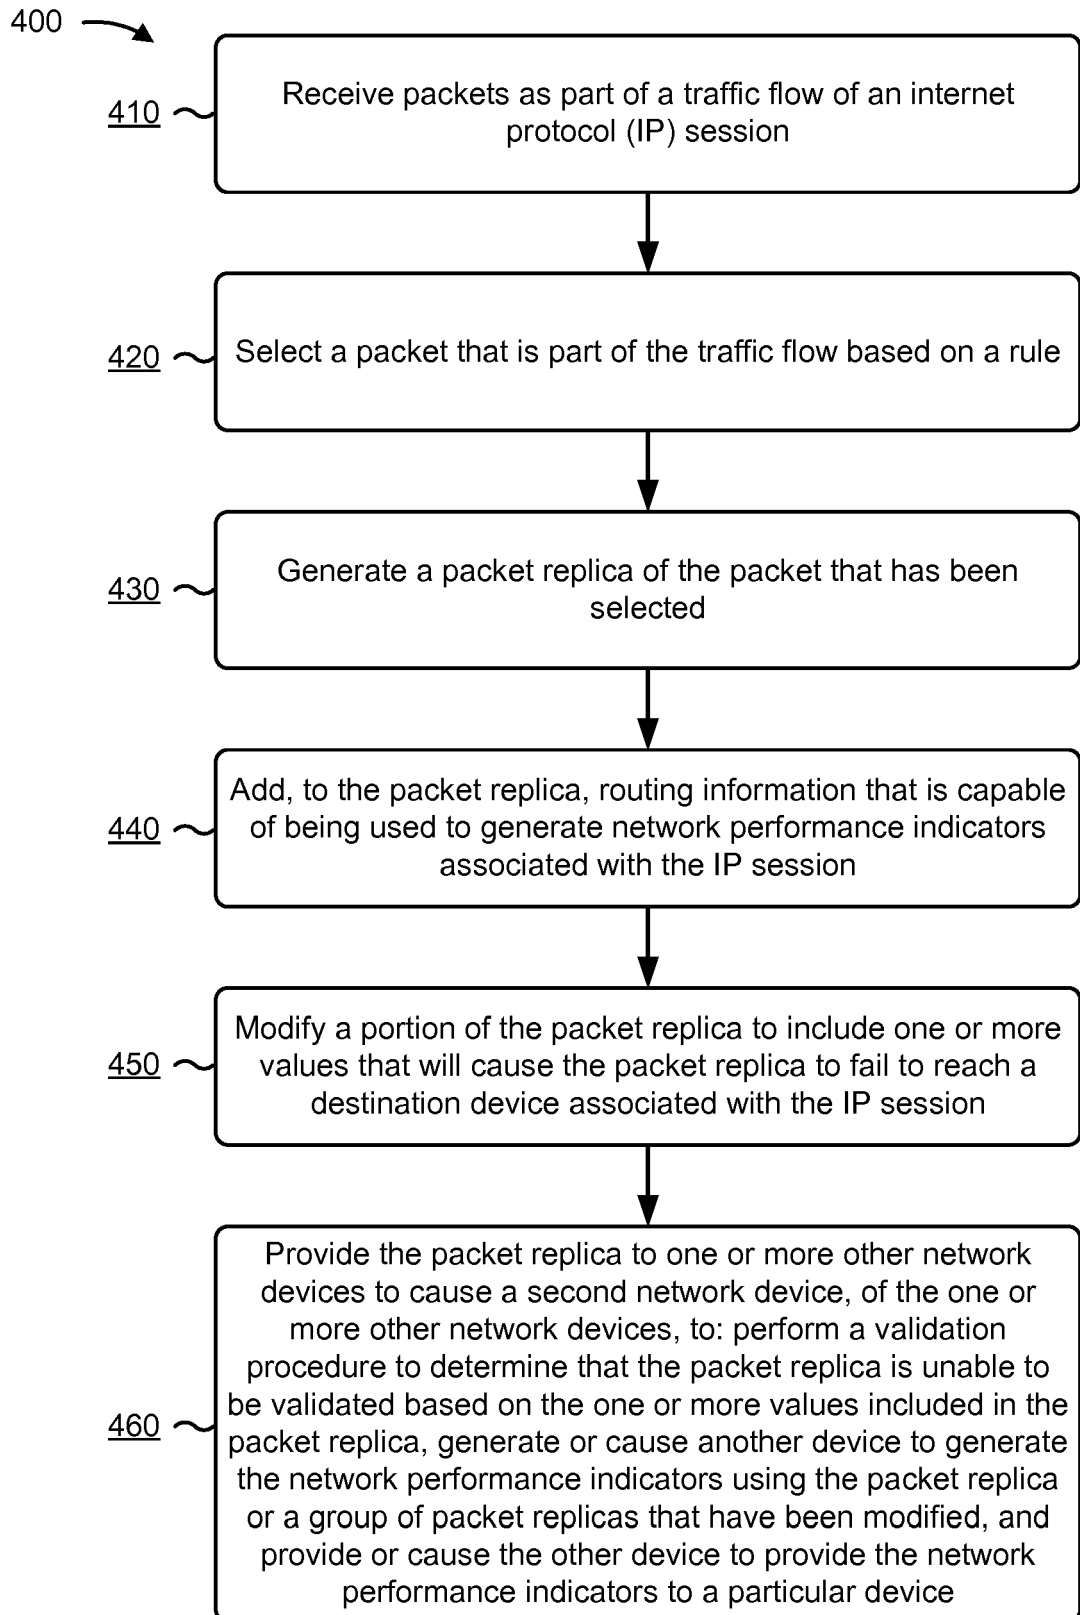 400
410
Receive packets as part of a traffic flow of an internet
protocol (IP) session
420
Select a packet that is part of the traffic flow based on a rule
430
Generate a packet replica of the packet that has been
selected
440
Add, to the packet replica, routing information that is capable
of being used to generate network performance indicators
associated with the IP session
450
Modify a portion of the packet replica to include one or more
values that will cause the packet replica to fail to reach a
destination device associated with the IP session
460
Provide the packet replica to one or more other network
devices to cause a second network device, of the one or
more other network devices, to: perform a validation
procedure to determine that the packet replica is unable to
be validated based on the one or more values included in the
packet replica, generate or cause another device to generate
the network performance indicators using the packet replica
or a group of packet replicas that have been modified, and
provide or cause the other device to provide the network
performance indicators to a particular device